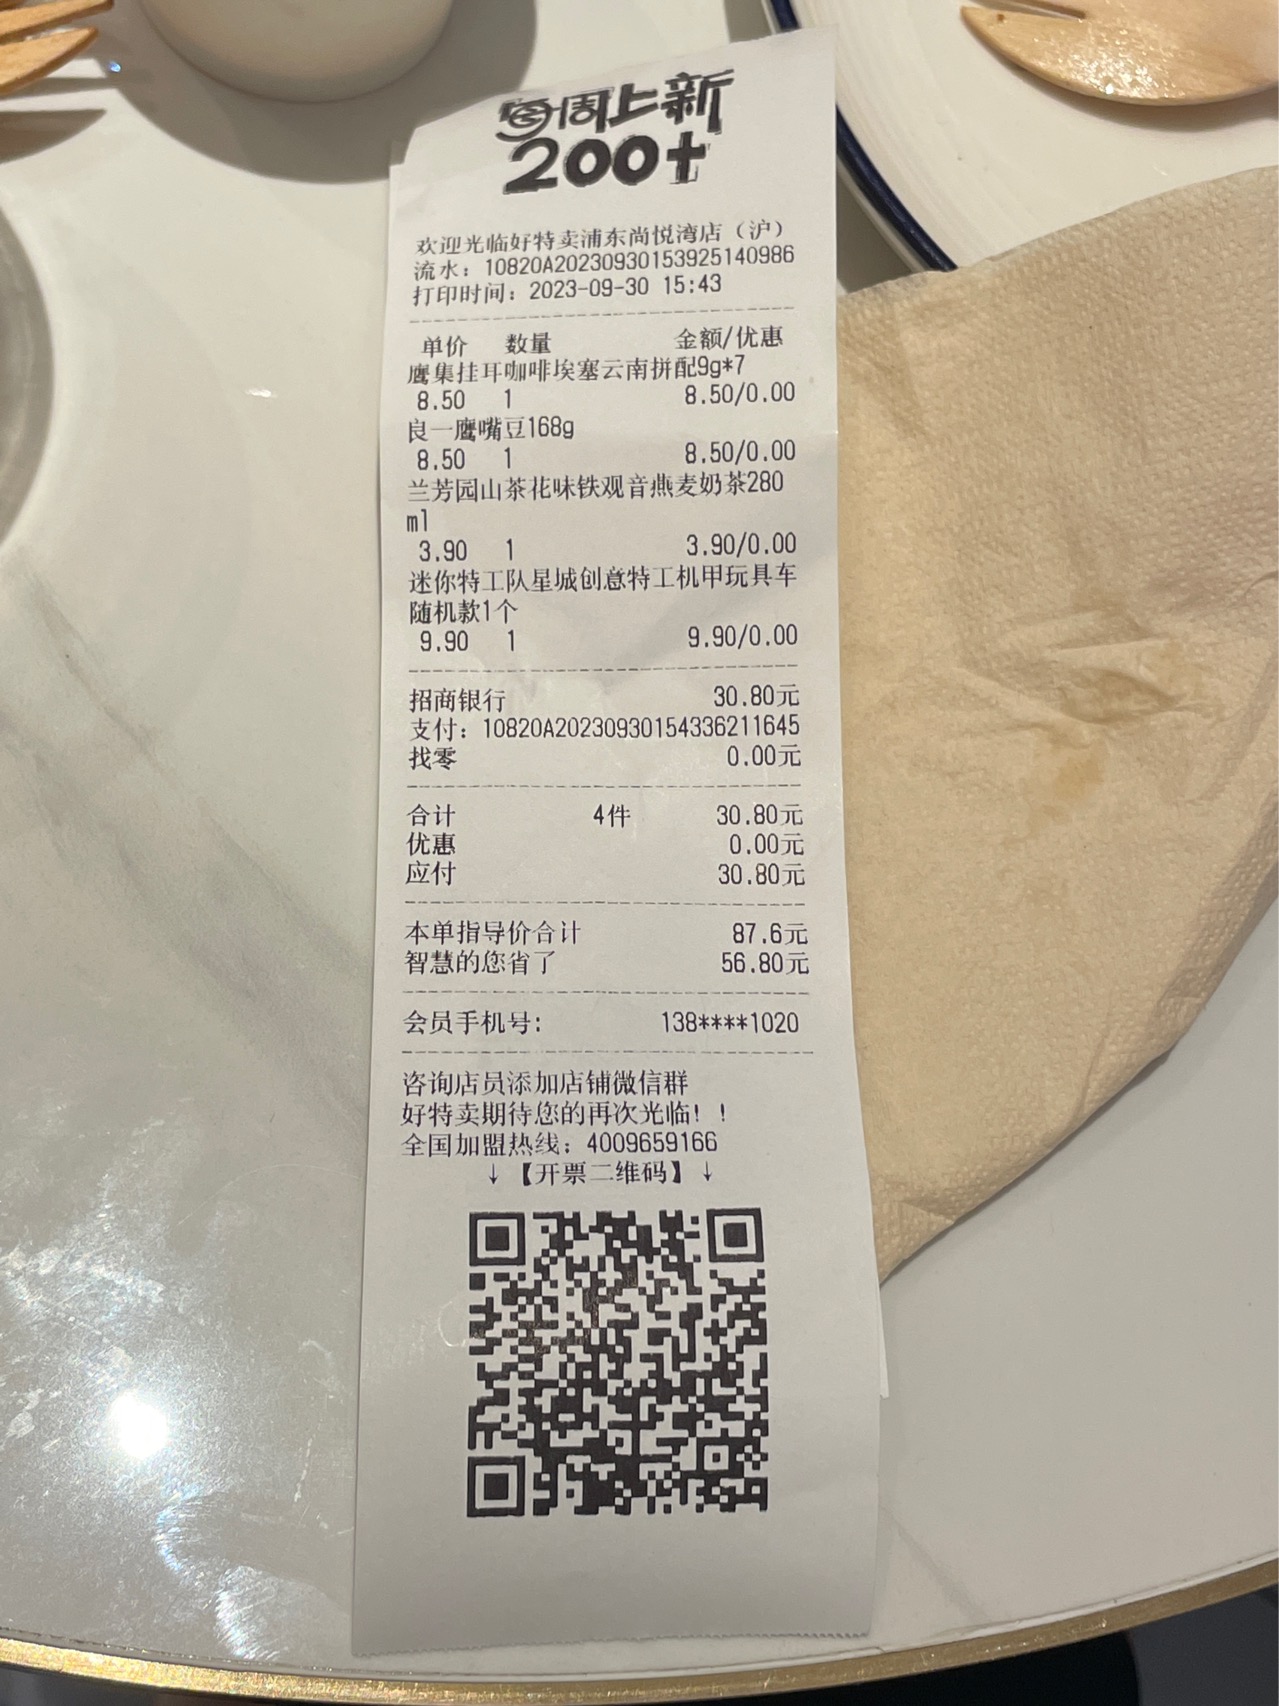 每周上新
200+
欢迎光临好特卖浦东尚悦湾店（沪）
流水：10820A20230930153925140986
打印时间：2023-09-30 15:43
单价 数量 金额/优惠
鹰集挂耳咖啡埃塞云南拼配9g*7
8.50 1 8.50/0.00
良一鹰嘴豆168g
8.50 1 8.50/0.00
兰芳园山茶花味铁观音燕麦奶茶280
ml
3.90 1 3.90/0.00
迷你特工队星城创意特工机甲玩具车
随机款1个
9.90 1 9.90/0.00
招商银行 30.80元
支付：10820A20230930154336211645
找零 0.00元
合计 4件 30.80元
优惠 0.00元
应付 30.80元
本单指导价合计 87.6元
智慧的您省了 56.80元
会员手机号: 138****1020
咨询店员添加店铺微信群
好特卖期待您的再次光临！！
全国加盟热线：4009659166
↓【开票二维码】↓